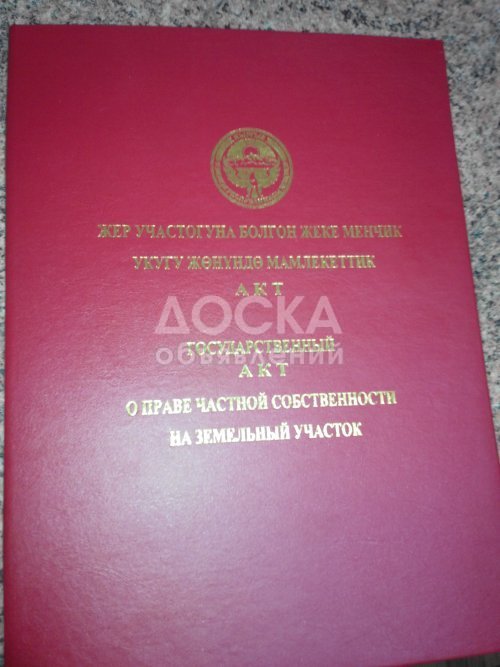 ЖЕР УЧАСТОГУНА БОЛГОН ЖЕКЕ МЕНЧИК
УКУГУ ЖӨНҮНДӨ МАМЛЕКЕТТИК
АКТ
ДОСКА
объявлений
ГОСУДАРСТВЕННЫЙ
АКТ
О ПРАВЕ ЧАСТНОЙ СОБСТВЕННОСТИ
НА ЗЕМЕЛЬНЫЙ УЧАСТОК